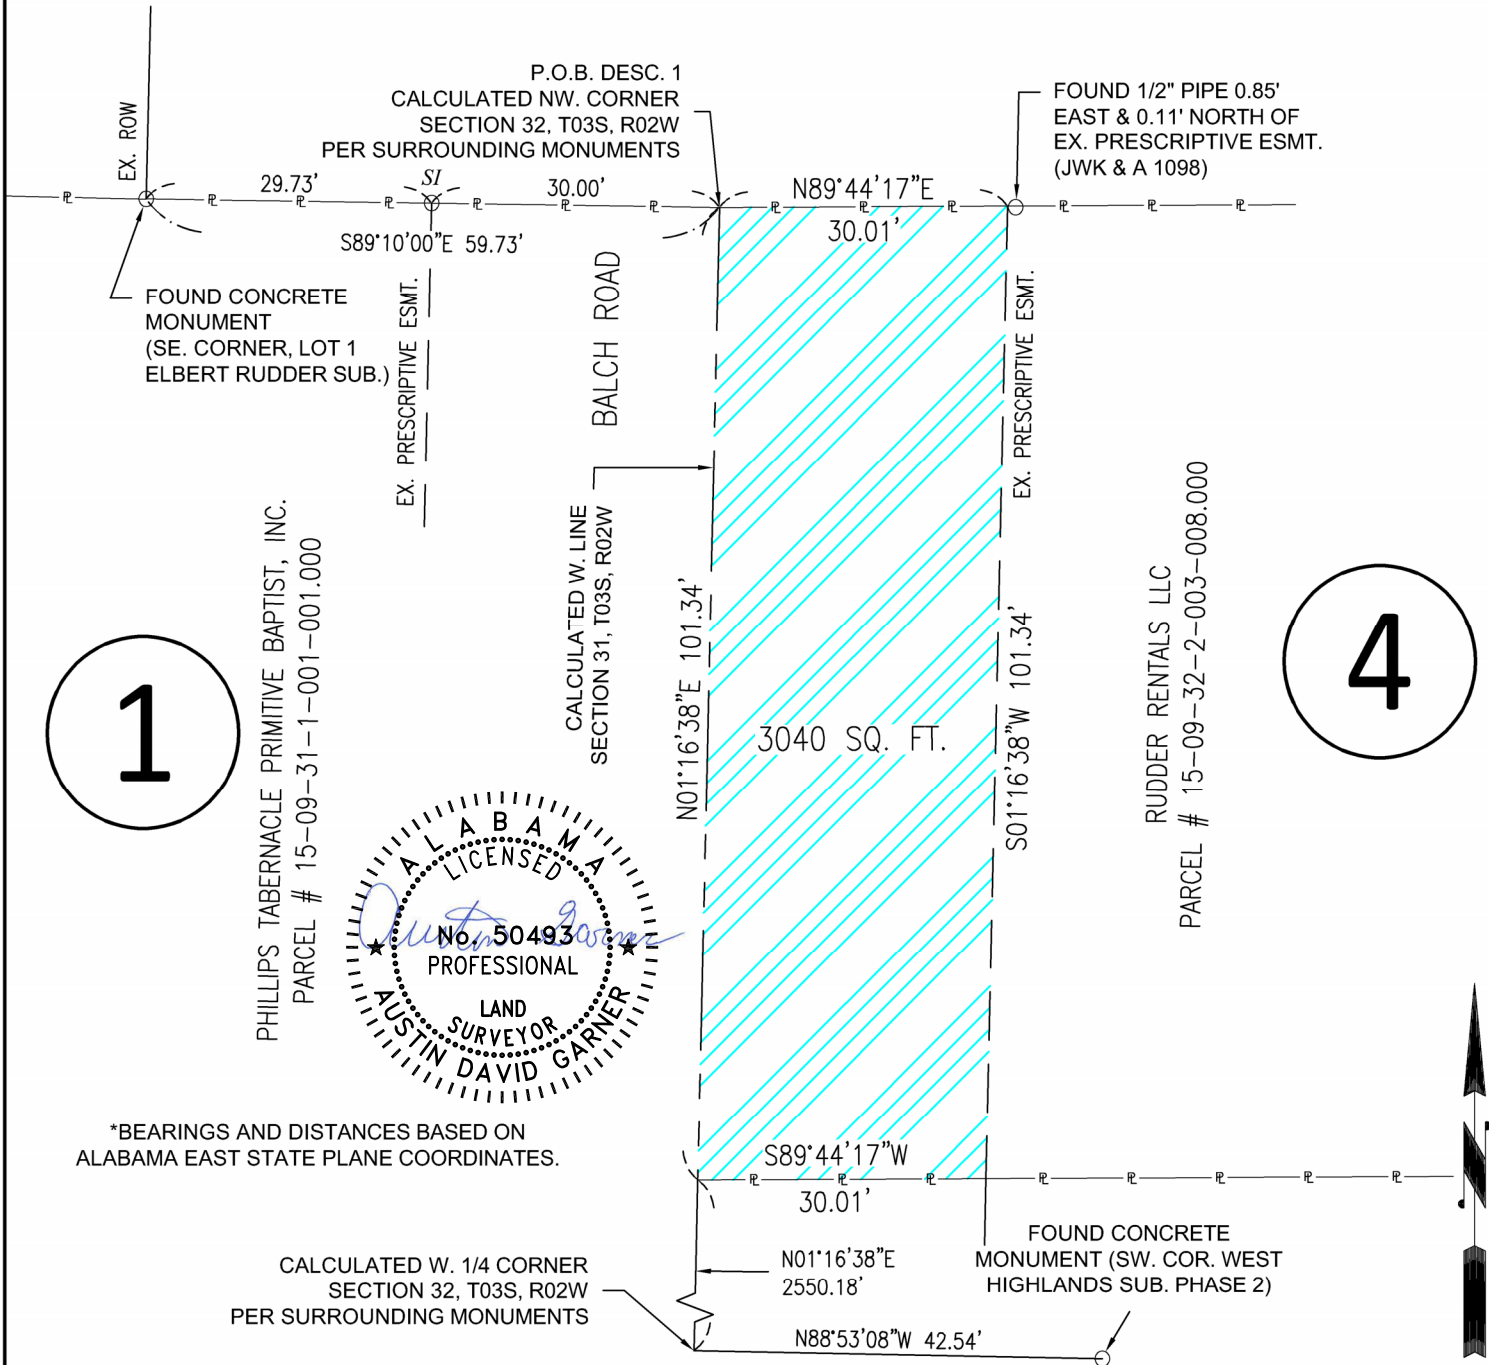 P.O.B. DESC. 1
CALCULATED NW. CORNER
SECTION 32, T03S, R02W
PER SURROUNDING MONUMENTS
FOUND 1/2" PIPE 0.85'
EAST & 0.11' NORTH OF
EX. PRESCRIPTIVE ESMT.
(JWK & A 1098)
EX. ROW
29.73'
SI
30.00'
N89°44'17"E
30.01'
S89°10'00"E 59.73'
FOUND CONCRETE
MONUMENT
(SE. CORNER, LOT 1
ELBERT RUDDER SUB.)
EX. PRESCRIPTIVE ESMT.
BALCH ROAD
EX. PRESCRIPTIVE ESMT.
CALCULATED W. LINE
SECTION 31, T03S, R02W
N01°16'38"E 101.34'
3040 SQ. FT.
S01°16'38"W 101.34'
PHILLIPS TABERNACLE PRIMITIVE BAPTIST, INC.
PARCEL # 15-09-31-1-001-001.000
1
RUDDER RENTALS LLC
PARCEL # 15-09-32-2-003-008.000
4
ALABAMA
LICENSED
Austin Garner
No. 50493
PROFESSIONAL
LAND
SURVEYOR
AUSTIN DAVID GARNER
*BEARINGS AND DISTANCES BASED ON
ALABAMA EAST STATE PLANE COORDINATES.
S89°44'17"W
30.01'
CALCULATED W. 1/4 CORNER
SECTION 32, T03S, R02W
PER SURROUNDING MONUMENTS
N01°16'38"E
2550.18'
FOUND CONCRETE
MONUMENT (SW. COR. WEST
HIGHLANDS SUB. PHASE 2)
N88°53'08"W 42.54'
N